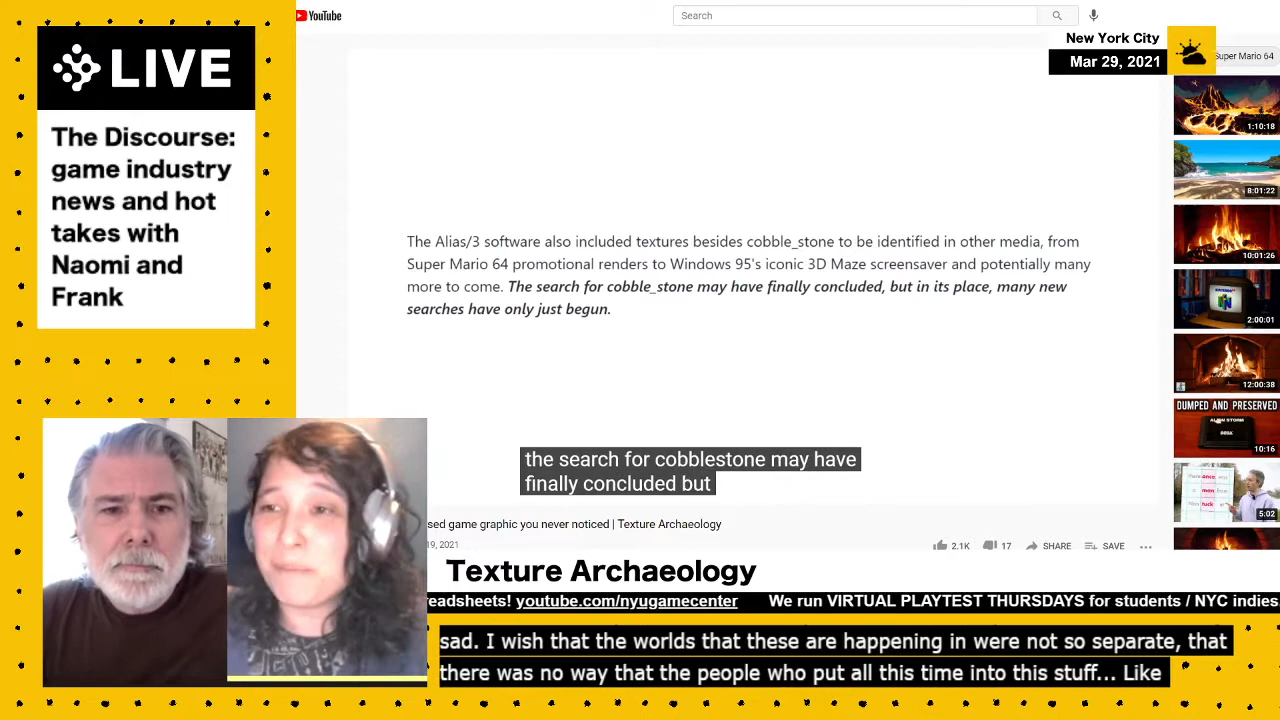 LIVE
The Discourse:
game industry
news and hot
takes with
Naomi and
Frank
YouTube
Search
New York City
Mar 29, 2021
Super Mario 64
1:10:18
8:01:22
10:01:26
2:00:01
12:00:38
DUMPED AND PRESERVED
ALIEN STORM
SEGA
10:16
5:02
The Alias/3 software also included textures besides cobble_stone to be identified in other media, from
Super Mario 64 promotional renders to Windows 95's iconic 3D Maze screensaver and potentially many
more to come. The search for cobble_stone may have finally concluded, but in its place, many new
searches have only just begun.
the search for cobblestone may have
finally concluded but
sed game graphic you never noticed | Texture Archaeology
19, 2021
2.1K 17 SHARE SAVE
Texture Archaeology
readsheets! youtube.com/nyugamecenter We run VIRTUAL PLAYTEST THURSDAYS for students / NYC indies
sad. I wish that the worlds that these are happening in were not so separate, that
there was no way that the people who put all this time into this stuff... Like